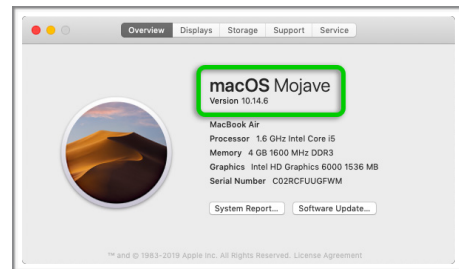 Overview Displays Storage Support Service
macOS Mojave
Version 10.14.6
MacBook Air
Processor 1.6 GHz Intel Core i5
Memory 4 GB 1600 MHz DDR3
Graphics Intel HD Graphics 6000 1536 MB
Serial Number C02RCFUUGFWM
System Report... Software Update...
™ and © 1983-2019 Apple Inc. All Rights Reserved. License Agreement